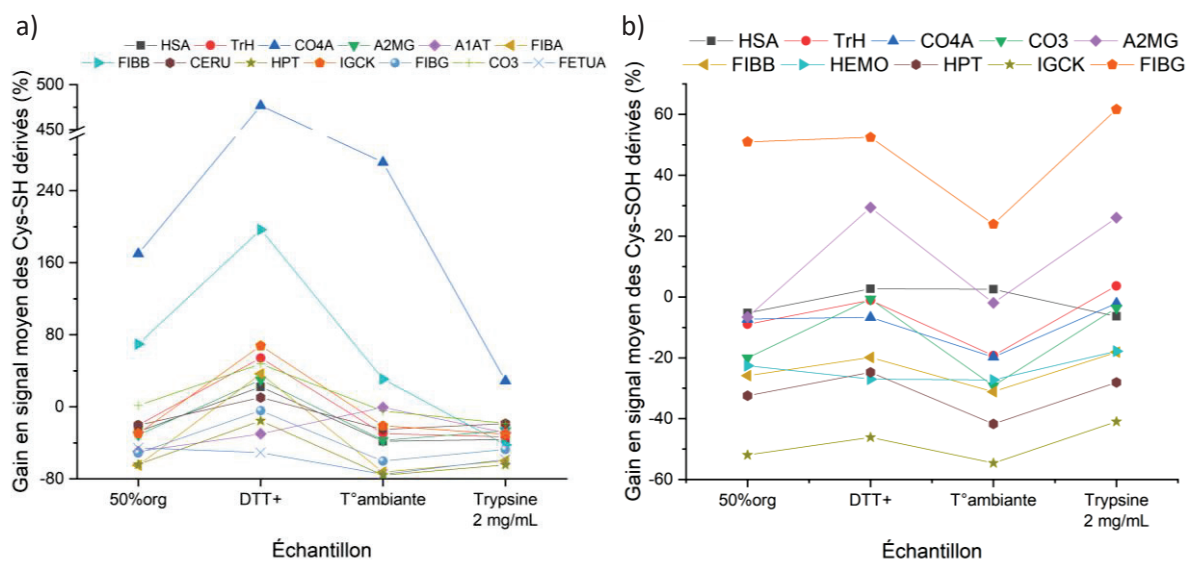 a)
HSA TrH CO4A A2MG A1AT FIBA
FIBB CERU HPT IGCK FIBG CO3 FETUA
Gain en signal moyen des Cys-SH dérivés (%)
500
450
240
160
80
0
-80
50%org DTT+ T°ambiante Trypsine
2 mg/mL
Échantillon
b)
HSA TrH CO4A CO3 A2MG
FIBB HEMO HPT IGCK FIBG
Gain en signal moyen des Cys-SOH dérivés (%)
60
40
20
0
-20
-40
-60
50%org DTT+ T°ambiante Trypsine
2 mg/mL
Échantillon